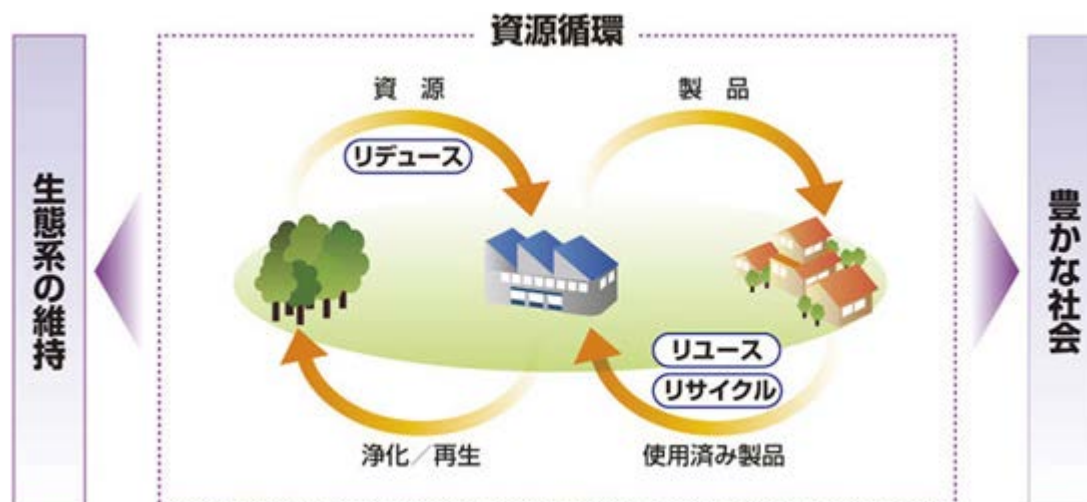 資源循環
資 源
製 品
リデュース
生態系の維持
豊かな社会
リユース
リサイクル
浄化／再生
使用済み製品